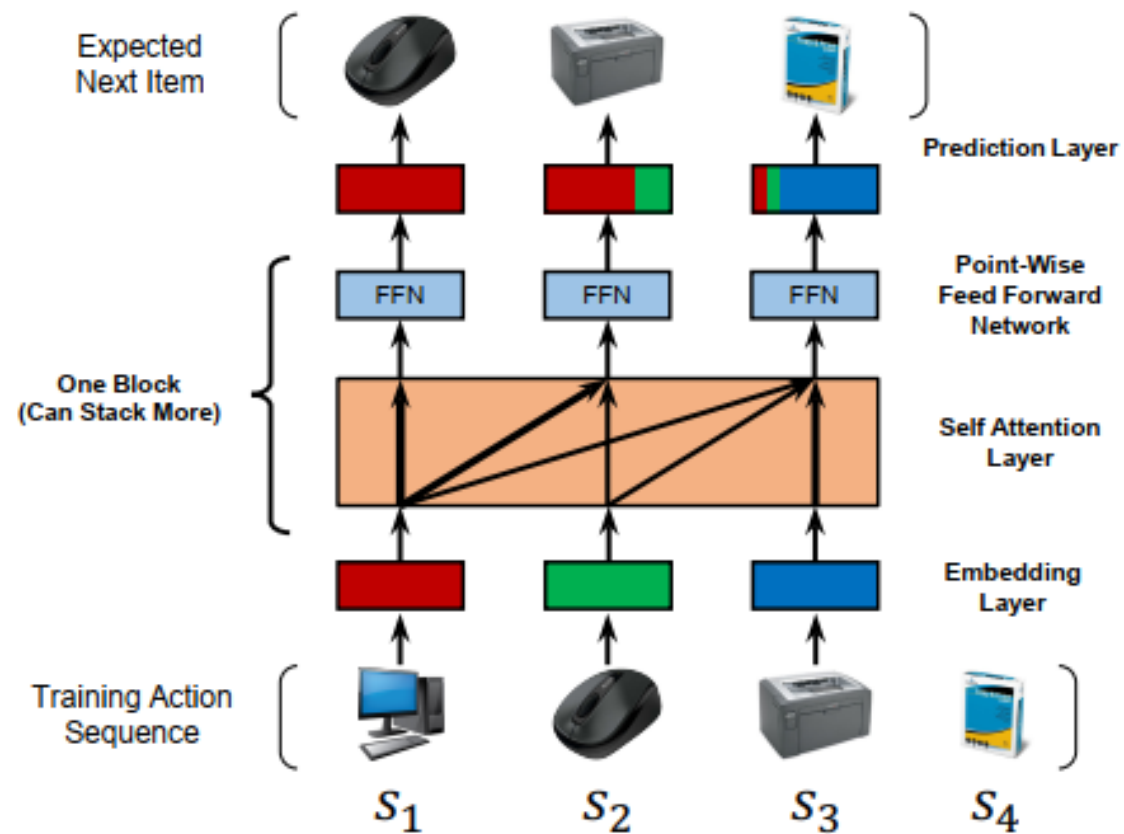 Expected
Next Item
Prediction Layer
FFN
FFN
FFN
Point-Wise
Feed Forward
Network
One Block
(Can Stack More)
Self Attention
Layer
Embedding
Layer
Training Action
Sequence
S1
S2
S3
S4